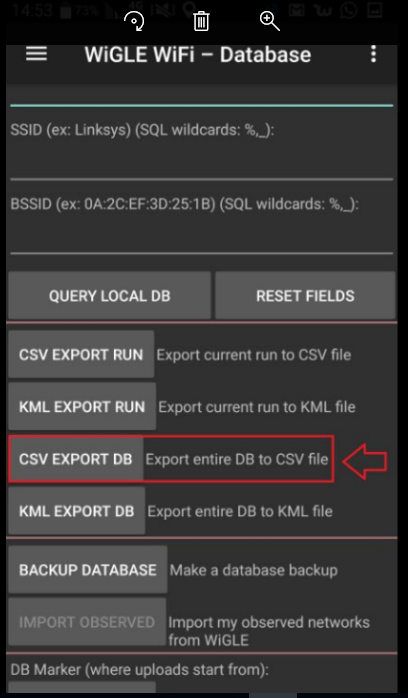 14:53 73%
WiGLE WiFi – Database
SSID (ex: Linksys) (SQL wildcards: %,_):
BSSID (ex: 0A:2C:EF:3D:25:1B) (SQL wildcards: %,_):
QUERY LOCAL DB RESET FIELDS
CSV EXPORT RUN Export current run to CSV file
KML EXPORT RUN Export current run to KML file
CSV EXPORT DB Export entire DB to CSV file
KML EXPORT DB Export entire DB to KML file
BACKUP DATABASE Make a database backup
IMPORT OBSERVED Import my observed networks
from WiGLE
DB Marker (where uploads start from):